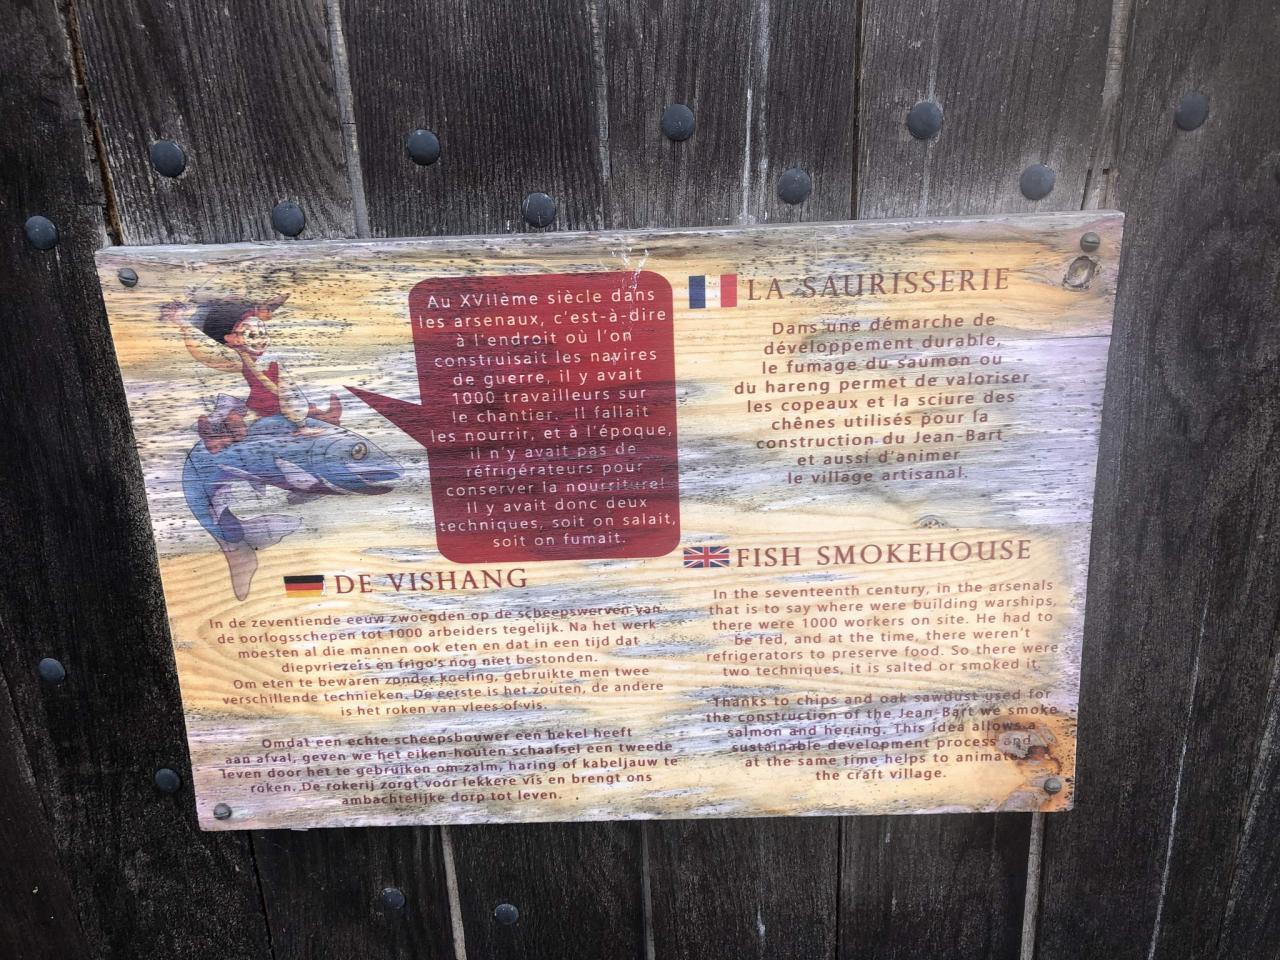 Au XVIIème siècle dans
les arsenaux, c'est-à-dire
à l'endroit où l'on
construisait les navires
de guerre, il y avait
1000 travailleurs sur
le chantier. Il fallait
les nourrir, et à l'époque,
il n'y avait pas de
réfrigérateurs pour
conserver la nourriture!
il y avait donc deux
techniques, soit on salait,
soit on fumait.
LA SAURISSERIE
Dans une démarche de
développement durable,
le fumage du saumon ou
du hareng permet de valoriser
les copeaux et la sciure des
chênes utilisés pour la
construction du Jean-Bart
et aussi d'animer
le village artisanal.
DE VISHANG
In de zeventiende eeuw zwoegden op de scheepswerven van
de oorlogsschepen tot 1000 arbeiders tegelijk. Na het werk
moesten al die mannen ook eten en dat in een tijd dat
diepvriezers en frigo's nog niet bestonden.
Om eten te bewaren zonder koeling, gebruikte men twee
verschillende technieken. De eerste is het zouten, de andere
is het roken van vlees of vis.
Omdat een echte scheepsbouwer een hekel heeft
aan afval, geven we het eiken-houten schaafsel een tweede
leven door het te gebruiken om zalm, haring of kabeljauw te
roken. De rokerij zorgt voor lekkere vis en brengt ons
ambachtelijke dorp tot leven.
FISH SMOKEHOUSE
In the seventeenth century, in the arsenals
that is to say where were building warships,
there were 1000 workers on site. He had to
be fed, and at the time, there weren't
refrigerators to preserve food. So there were
two techniques, it is salted or smoked it.
Thanks to chips and oak sawdust used for
the construction of the Jean-Bart we smoke
salmon and herring. This idea allows a
sustainable development process and
at the same time helps to animate
the craft village.